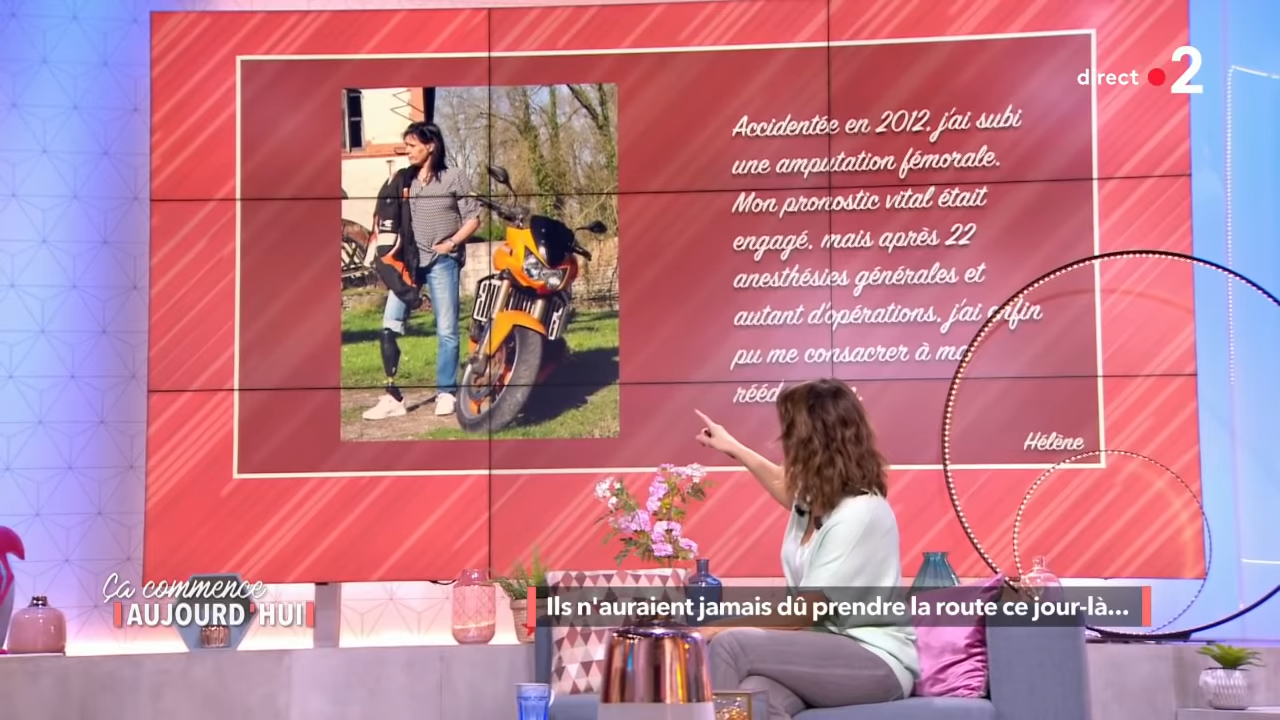 direct 2
Accidentée en 2012, j'ai subi
une amputation fémorale.
Mon pronostic vital était
engagé, mais après 22
anesthésies générales et
autant d'opérations, j'ai enfin
pu me consacrer à ma
Hélène
Ça commence
AUJOURD'HUI
Ils n'auraient jamais dû prendre la route ce jour-là...